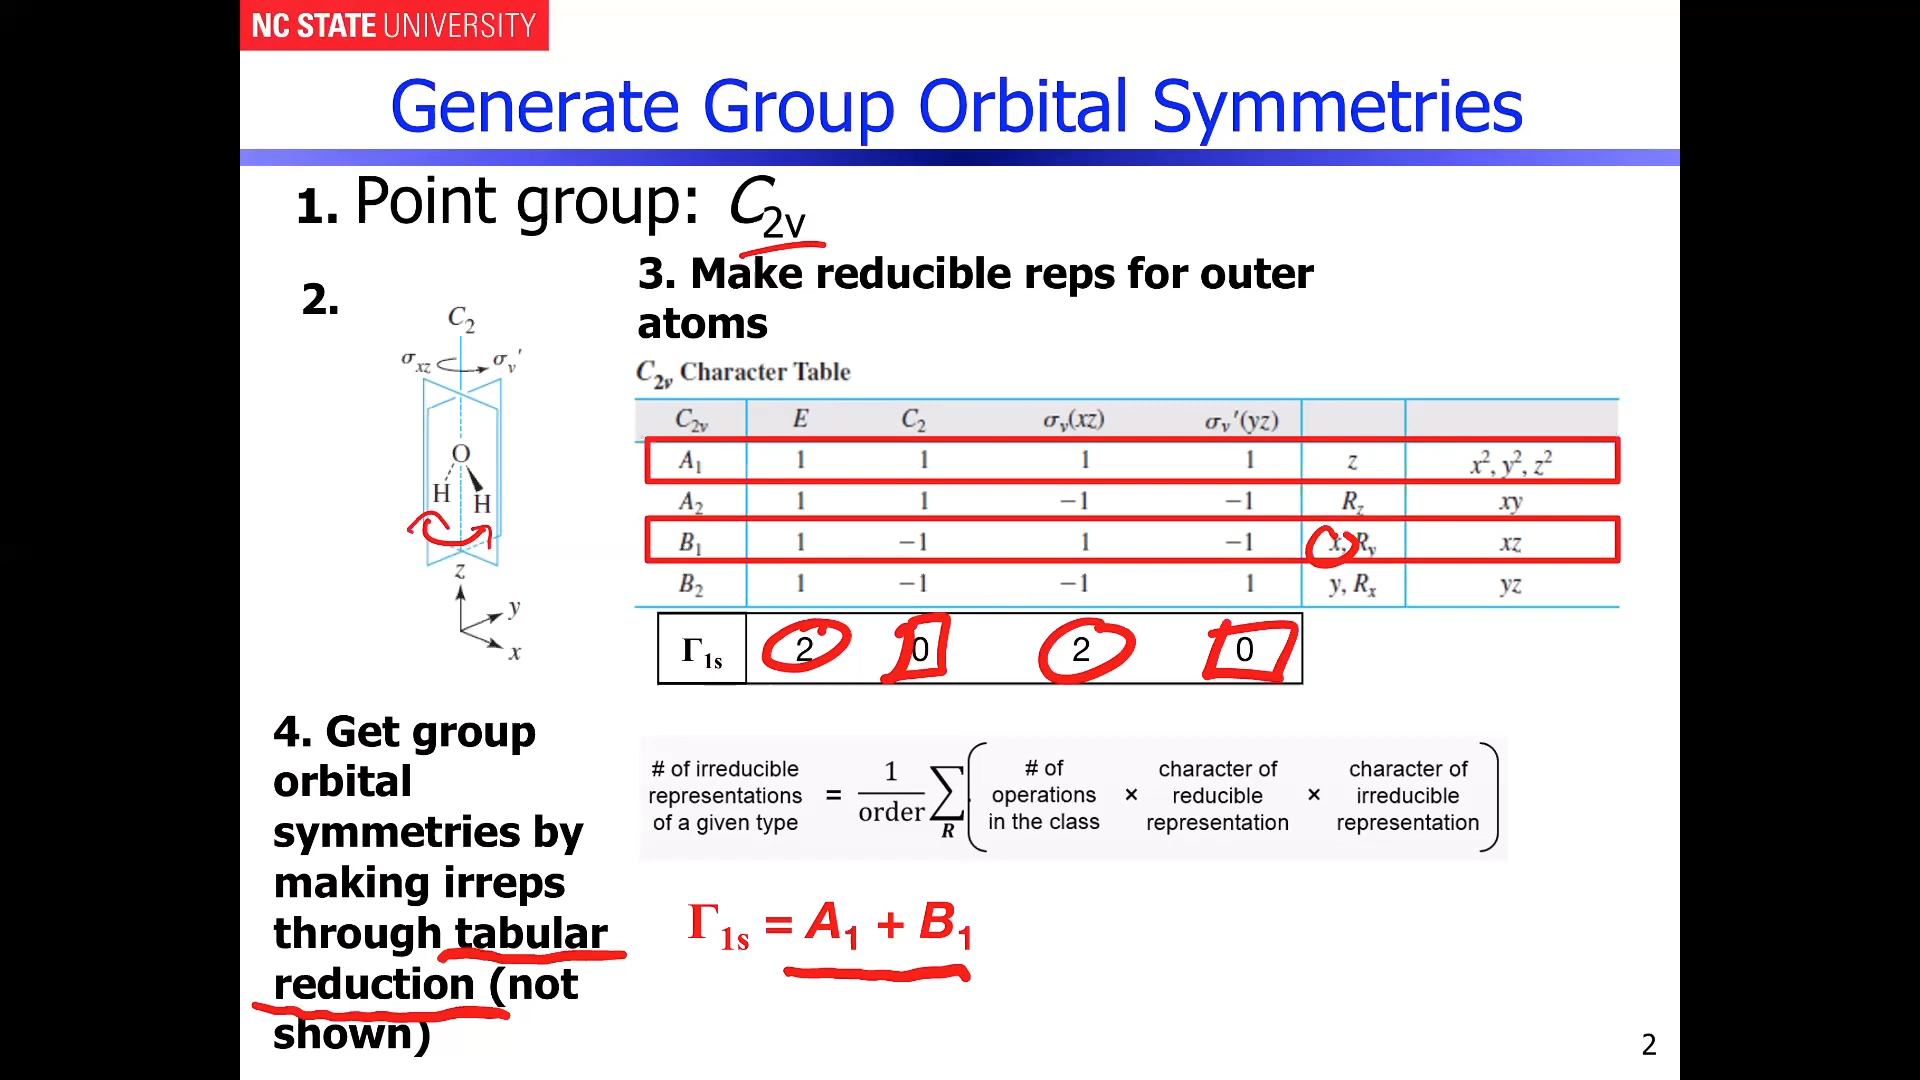 NC STATE UNIVERSITY
Generate Group Orbital Symmetries
1. Point group: C2v
2.
C2
σxz σv'
O
H H
z
y
x
3. Make reducible reps for outer
atoms
C2v Character Table
C2v E C2 σv(xz) σv'(yz)
A1 1 1 1 1 z x², y², z²
A2 1 1 −1 −1 Rz xy
B1 1 −1 1 −1 x, Ry xz
B2 1 −1 −1 1 y, Rx yz
Γ1s 2 0 2 0
4. Get group
orbital
symmetries by
making irreps
through tabular
reduction (not
shown)
# of irreducible
representations
of a given type
=
1
order
∑
R
# of
operations
in the class
×
character of
reducible
representation
×
character of
irreducible
representation
Γ1s = A1 + B1
2